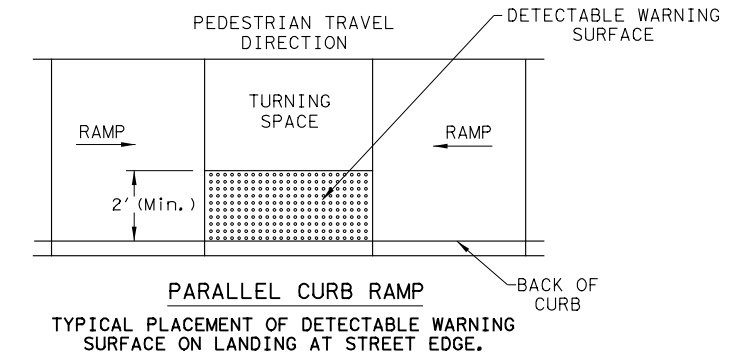 PEDESTRIAN TRAVEL
DIRECTION
DETECTABLE WARNING
SURFACE
TURNING
SPACE
RAMP
RAMP
2' (Min.)
BACK OF
CURB
PARALLEL CURB RAMP
TYPICAL PLACEMENT OF DETECTABLE WARNING
SURFACE ON LANDING AT STREET EDGE.